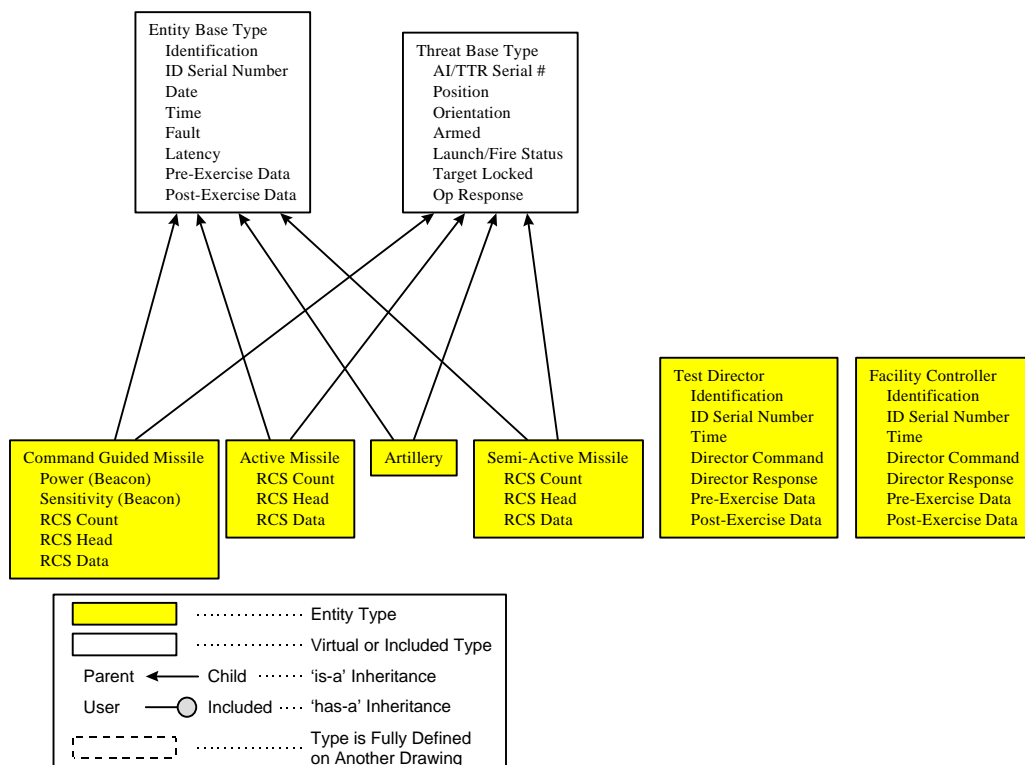 Entity Base Type
Identification
ID Serial Number
Date
Time
Fault
Latency
Pre-Exercise Data
Post-Exercise Data
Threat Base Type
AI/TTR Serial #
Position
Orientation
Armed
Launch/Fire Status
Target Locked
Op Response
Command Guided Missile
Power (Beacon)
Sensitivity (Beacon)
RCS Count
RCS Head
RCS Data
Active Missile
RCS Count
RCS Head
RCS Data
Artillery
Semi-Active Missile
RCS Count
RCS Head
RCS Data
Test Director
Identification
ID Serial Number
Time
Director Command
Director Response
Pre-Exercise Data
Post-Exercise Data
Facility Controller
Identification
ID Serial Number
Time
Director Command
Director Response
Pre-Exercise Data
Post-Exercise Data
Entity Type
Virtual or Included Type
Parent Child 'is-a' Inheritance
User Included 'has-a' Inheritance
Type is Fully Defined
on Another Drawing